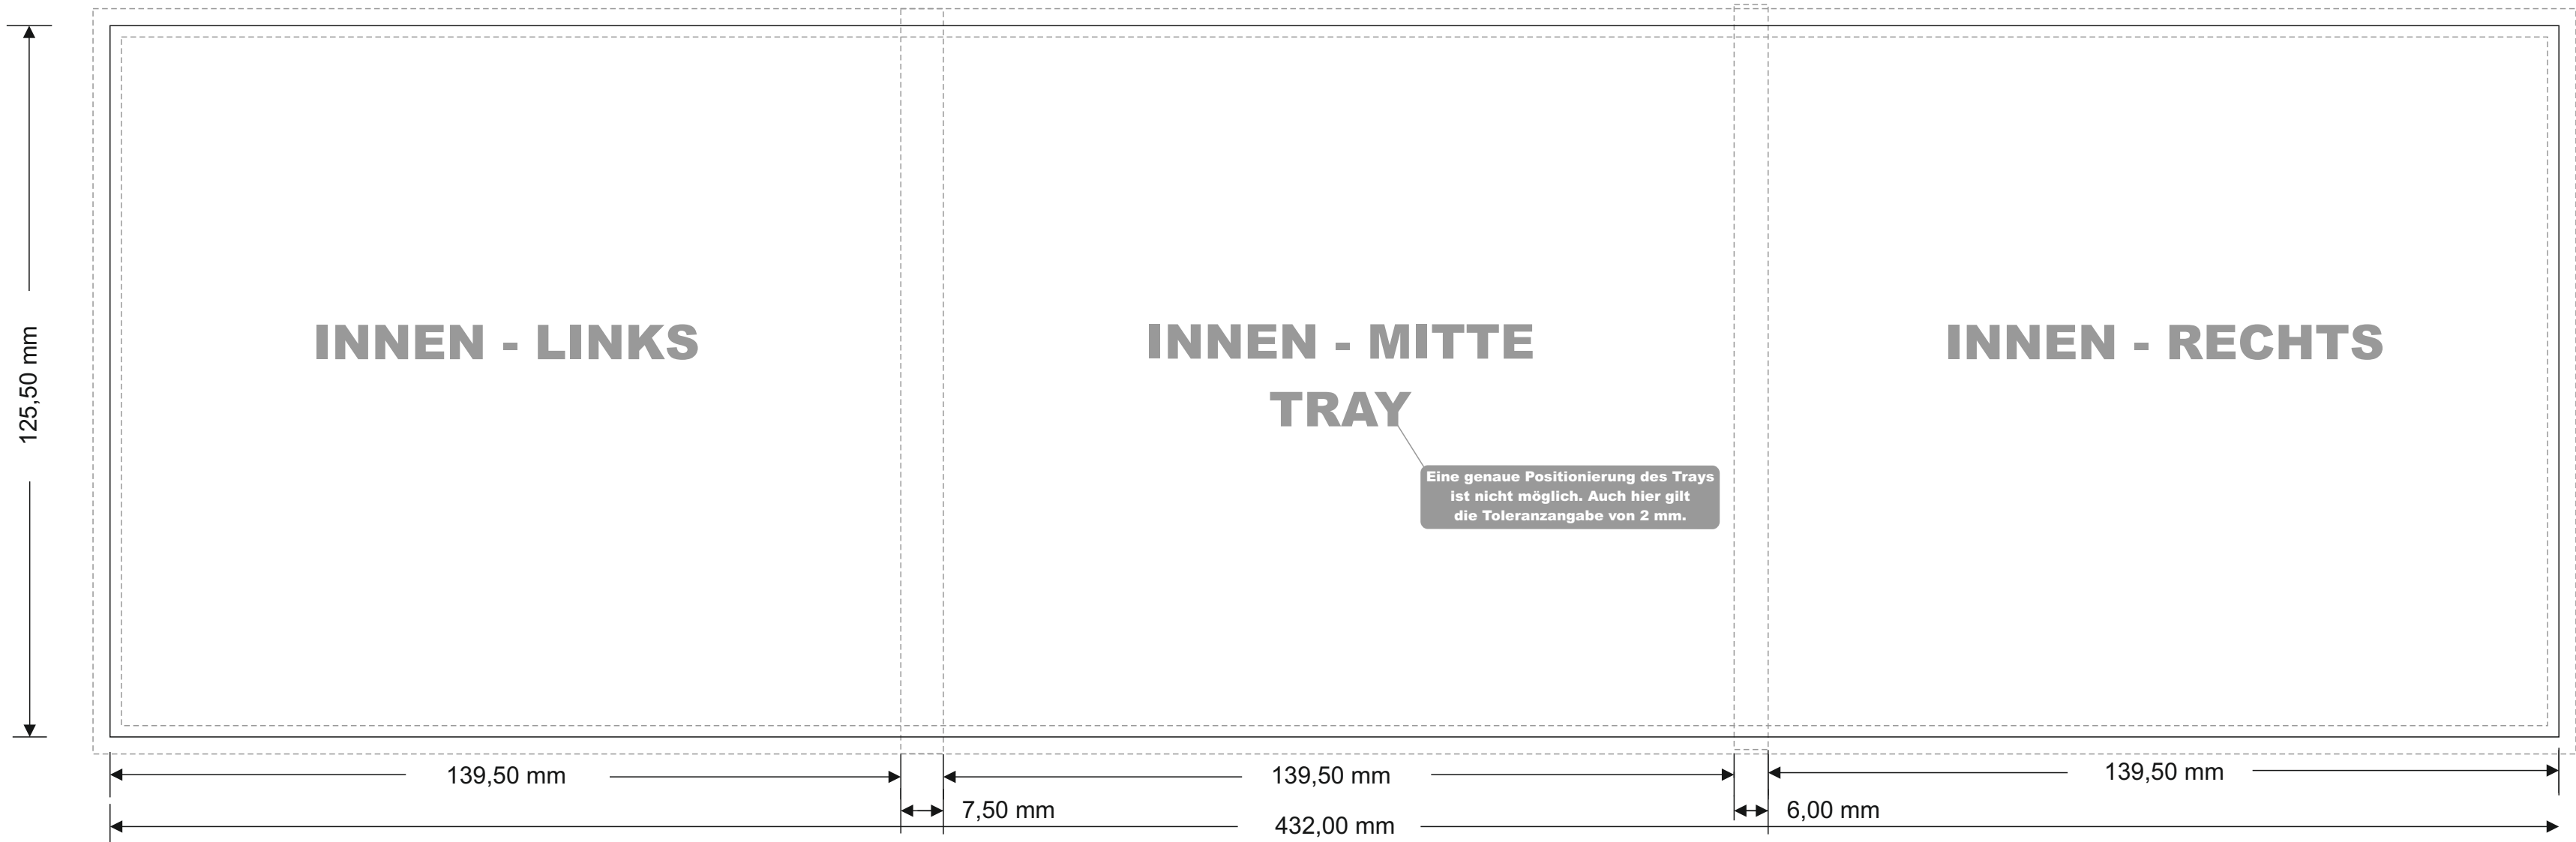 125,50 mm
INNEN - LINKS
INNEN - MITTE
TRAY
Eine genaue Positionierung des Trays
ist nicht möglich. Auch hier gilt
die Toleranzangabe von 2 mm.
INNEN - RECHTS
139,50 mm
139,50 mm
139,50 mm
7,50 mm
6,00 mm
432,00 mm